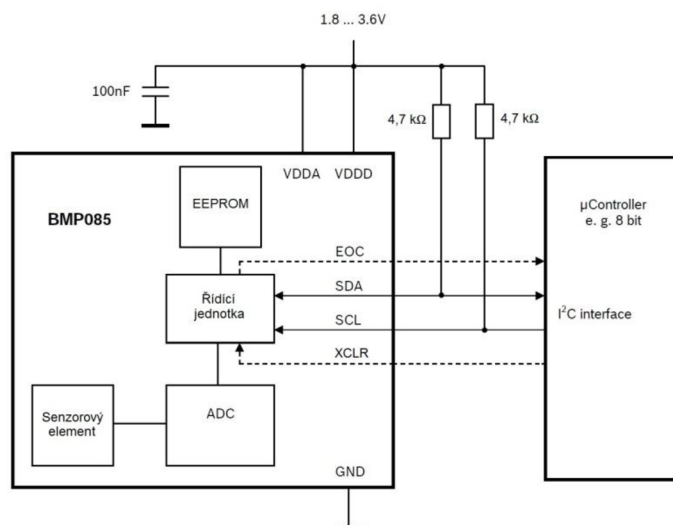 1.8 ... 3.6V
100nF
4,7 kΩ
4,7 kΩ
VDDA
VDDD
BMP085
EEPROM
µController
e. g. 8 bit
EOC
Řídící
jednotka
SDA
SCL
I²C interface
XCLR
Senzorový
element
ADC
GND